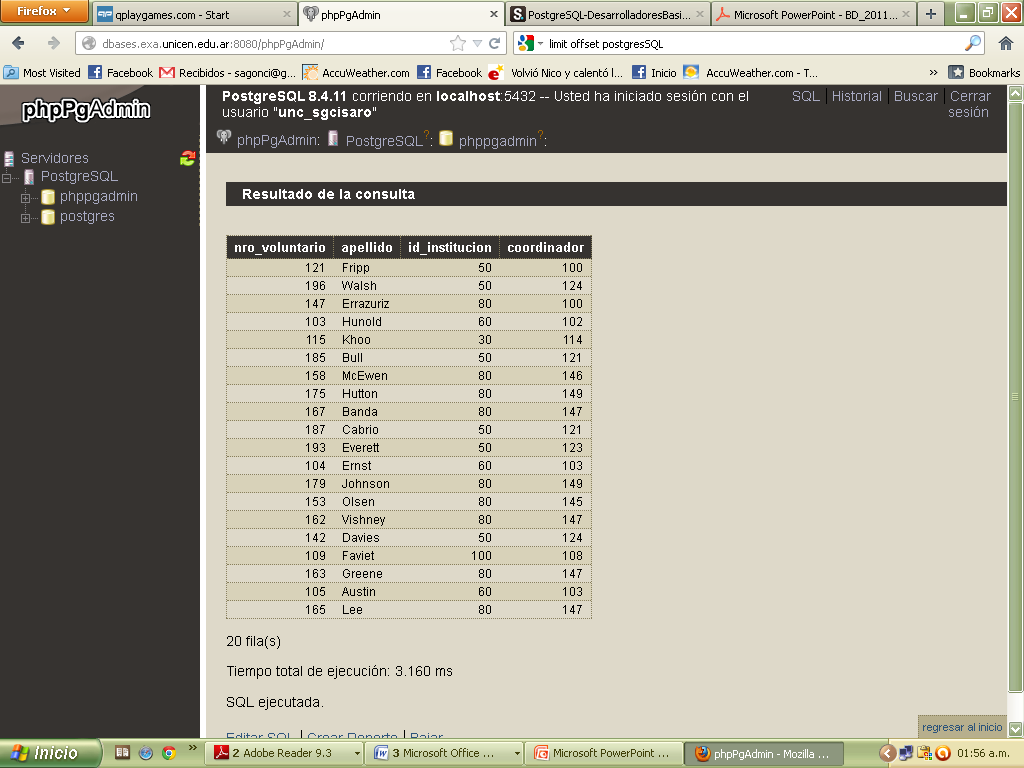 Firefox
qplaygames.com - Start
phpPgAdmin
PostgreSQL-DesarrolladoresBasi...
Microsoft PowerPoint - BD_2011...
dbases.exa.unicen.edu.ar:8080/phpPgAdmin/
limit offset postgresSQL
Most Visited
Facebook
Recibidos - sagonci@g...
AccuWeather.com
Facebook
Volvió Nico y calentó l...
Inicio
AccuWeather.com - T...
»
Bookmarks
phpPgAdmin
Servidores
PostgreSQL
phppgadmin
postgres
PostgreSQL 8.4.11 corriendo en localhost:5432 -- Usted ha iniciado sesión con el
usuario "unc_sgcisaro"
SQL | Historial | Buscar | Cerrar
sesión
phpPgAdmin: PostgreSQL?: phppgadmin?:
Resultado de la consulta
nro_voluntario apellido id_institucion coordinador
121 Fripp 50 100
196 Walsh 50 124
147 Errazuriz 80 100
103 Hunold 60 102
115 Khoo 30 114
185 Bull 50 121
158 McEwen 80 146
175 Hutton 80 149
167 Banda 80 147
187 Cabrio 50 121
193 Everett 50 123
104 Ernst 60 103
179 Johnson 80 149
153 Olsen 80 145
162 Vishney 80 147
142 Davies 50 124
109 Faviet 100 108
163 Greene 80 147
105 Austin 60 103
165 Lee 80 147
20 fila(s)
Tiempo total de ejecución: 3.160 ms
SQL ejecutada.
Editar SQL | Crear Reporte | Bajar
regresar al inicio
Inicio
»
2 Adobe Reader 9.3
3 Microsoft Office ...
Microsoft PowerPoint ...
phpPgAdmin - Mozilla ...
01:56 a.m.